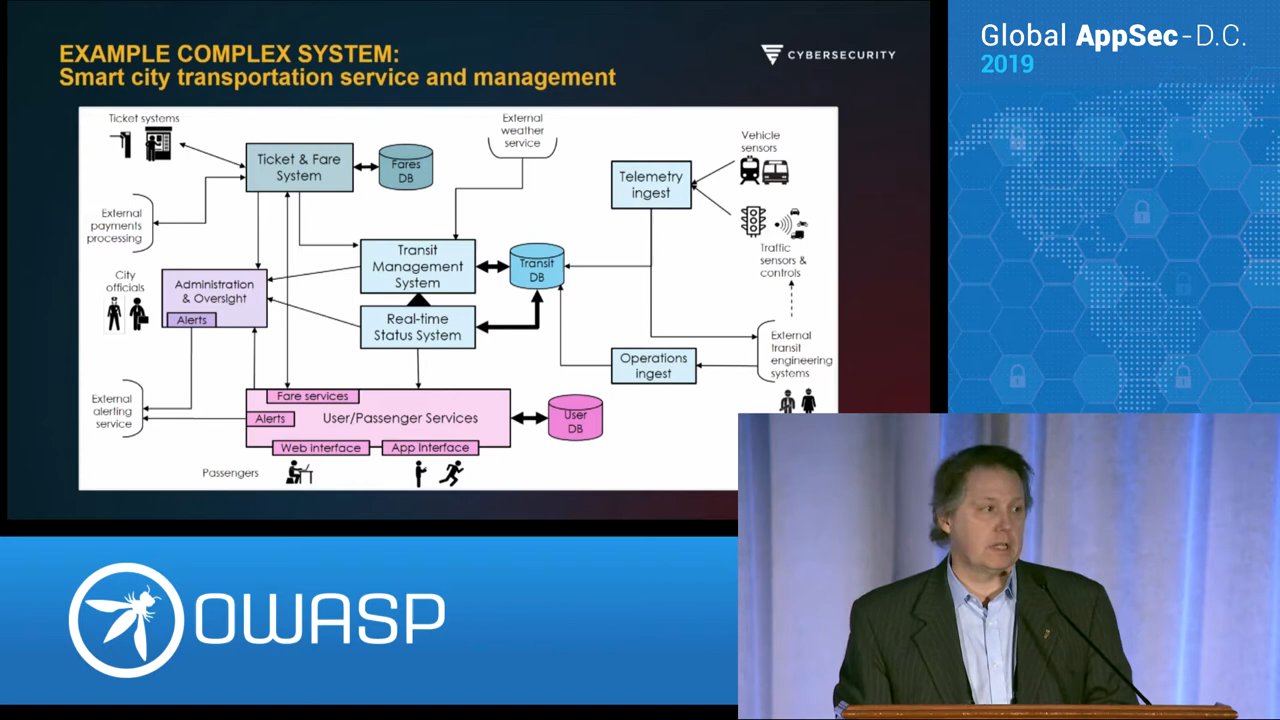 EXAMPLE COMPLEX SYSTEM:
Smart city transportation service and management
CYBERSECURITY
Global AppSec - D.C.
2019
Ticket systems
Ticket & Fare
System
Fares
DB
External
weather
service
Telemetry
ingest
Vehicle
sensors
External
payments
processing
Transit
Management
System
Transit
DB
Traffic
sensors &
controls
City
officials
Administration
& Oversight
Alerts
Real-time
Status System
Operations
ingest
External
transit
engineering
systems
External
alerting
service
Fare services
Alerts
User/Passenger Services
User
DB
Web interface
App Interface
Passengers
OWASP